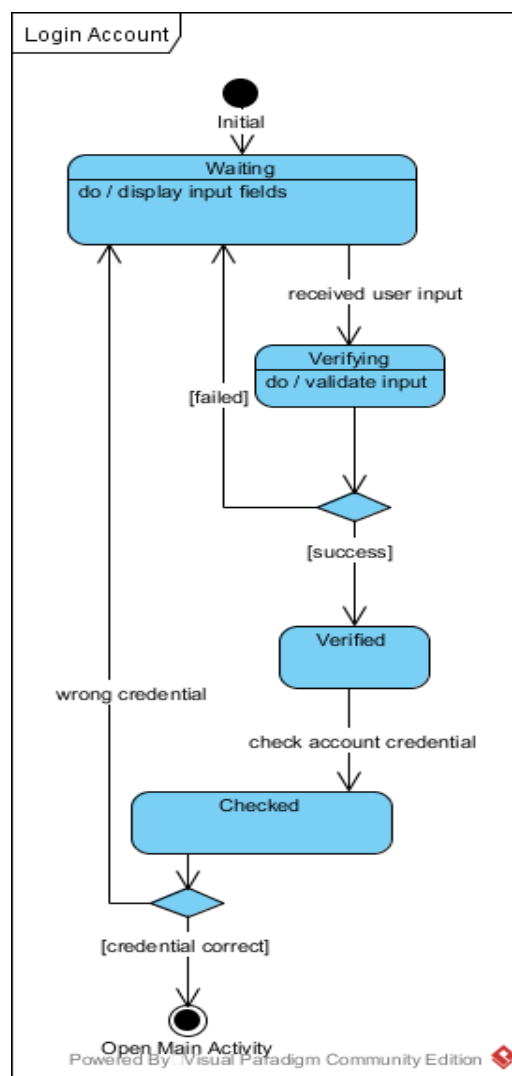 Login Account
Initial
Waiting
do / display input fields
received user input
Verifying
do / validate input
[failed]
[success]
Verified
wrong credential
check account credential
Checked
[credential correct]
Open Main Activity
Powered By Visual Paradigm Community Edition